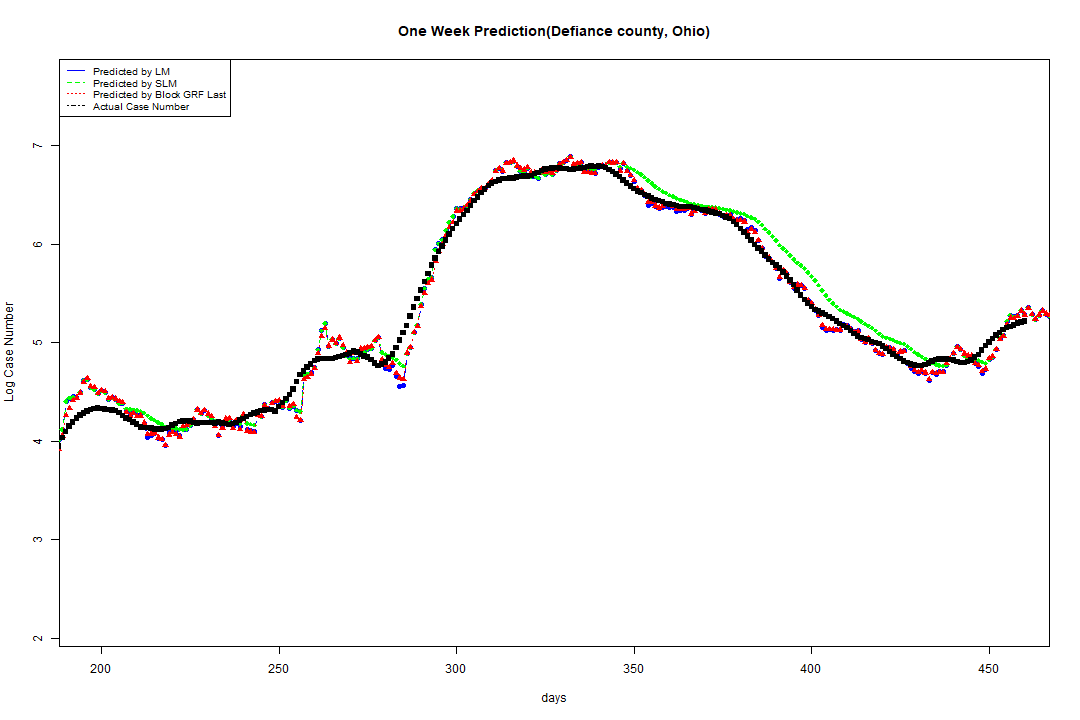 One Week Prediction(Defiance county, Ohio)
Predicted by LM
Predicted by SLM
Predicted by Block GRF Last
Actual Case Number
7
6
5
4
3
2
Log Case Number
200 250 300 350 400 450
days